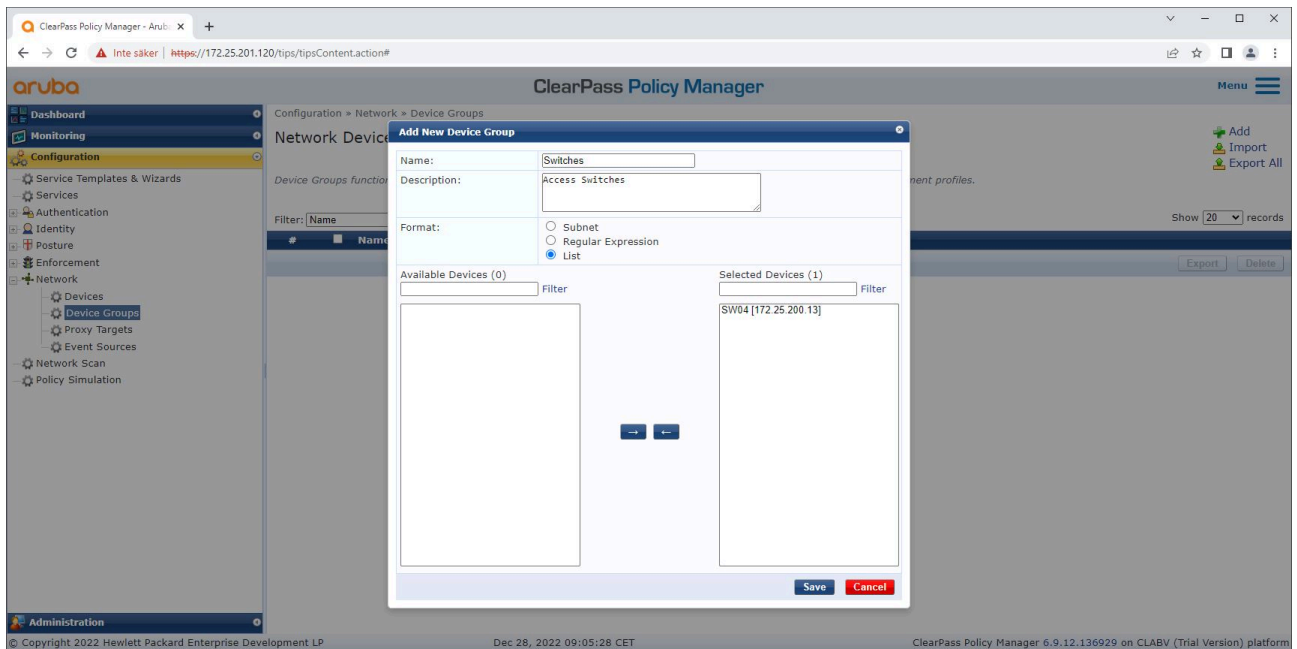 ClearPass Policy Manager - Arub
Inte säker | https://172.25.201.120/tips/tipsContent.action#
aruba
ClearPass Policy Manager
Menu
Dashboard
Monitoring
Configuration
Service Templates & Wizards
Services
Authentication
Identity
Posture
Enforcement
Network
Devices
Device Groups
Proxy Targets
Event Sources
Network Scan
Policy Simulation
Administration
Configuration » Network » Device Groups
Network Device
Add
Import
Export All
Device Groups function
nent profiles.
Filter: Name
Show 20 records
# Name
Export Delete
Add New Device Group
Name: Switches
Description: Access Switches
Format: Subnet
Regular Expression
List
Available Devices (0)
Filter
Selected Devices (1)
Filter
SW04 [172.25.200.13]
→ ←
Save Cancel
© Copyright 2022 Hewlett Packard Enterprise Development LP Dec 28, 2022 09:05:28 CET ClearPass Policy Manager 6.9.12.136929 on CLABV (Trial Version) platform